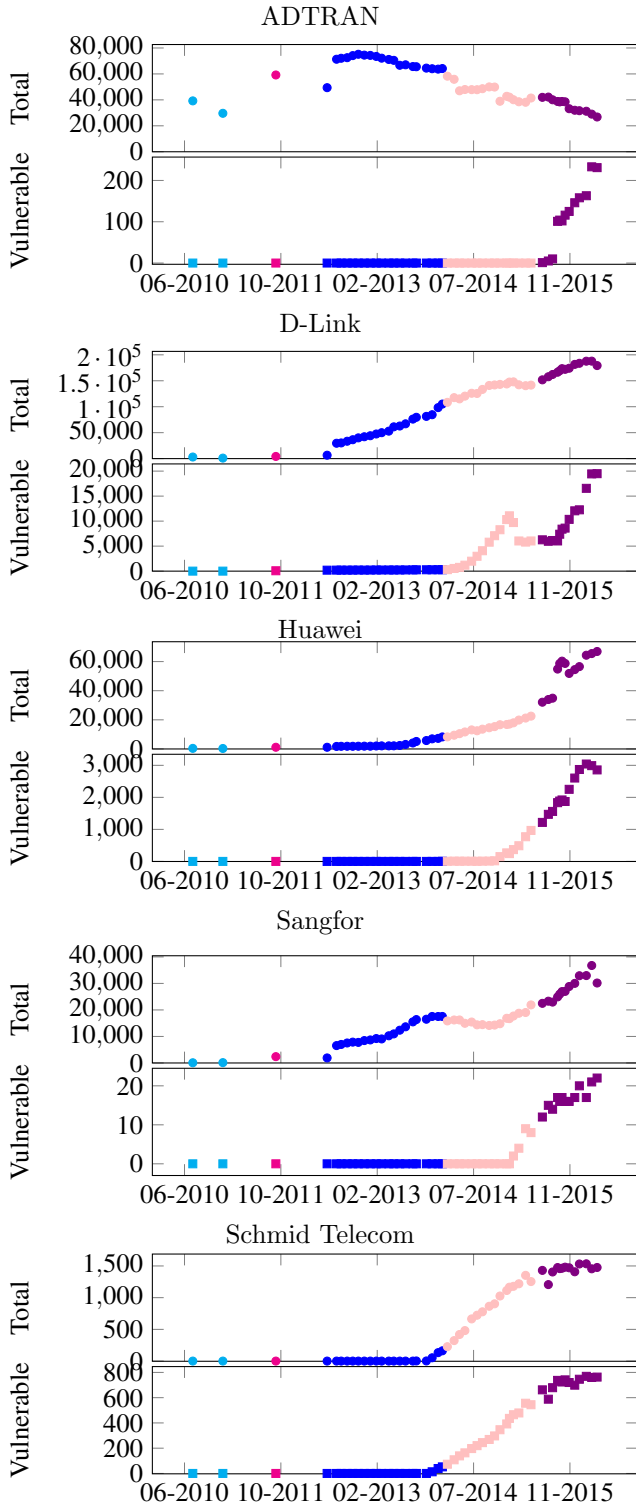 ADTRAN
Total
80,000
60,000
40,000
20,000
0
Vulnerable
200
100
0
06-2010 10-2011 02-2013 07-2014 11-2015
D-Link
Total
2 · 10^5
1.5 · 10^5
1 · 10^5
50,000
0
Vulnerable
20,000
15,000
10,000
5,000
0
06-2010 10-2011 02-2013 07-2014 11-2015
Huawei
Total
60,000
40,000
20,000
0
Vulnerable
3,000
2,000
1,000
0
06-2010 10-2011 02-2013 07-2014 11-2015
Sangfor
Total
40,000
30,000
20,000
10,000
0
Vulnerable
20
10
0
06-2010 10-2011 02-2013 07-2014 11-2015
Schmid Telecom
Total
1,500
1,000
500
0
Vulnerable
800
600
400
200
0
06-2010 10-2011 02-2013 07-2014 11-2015